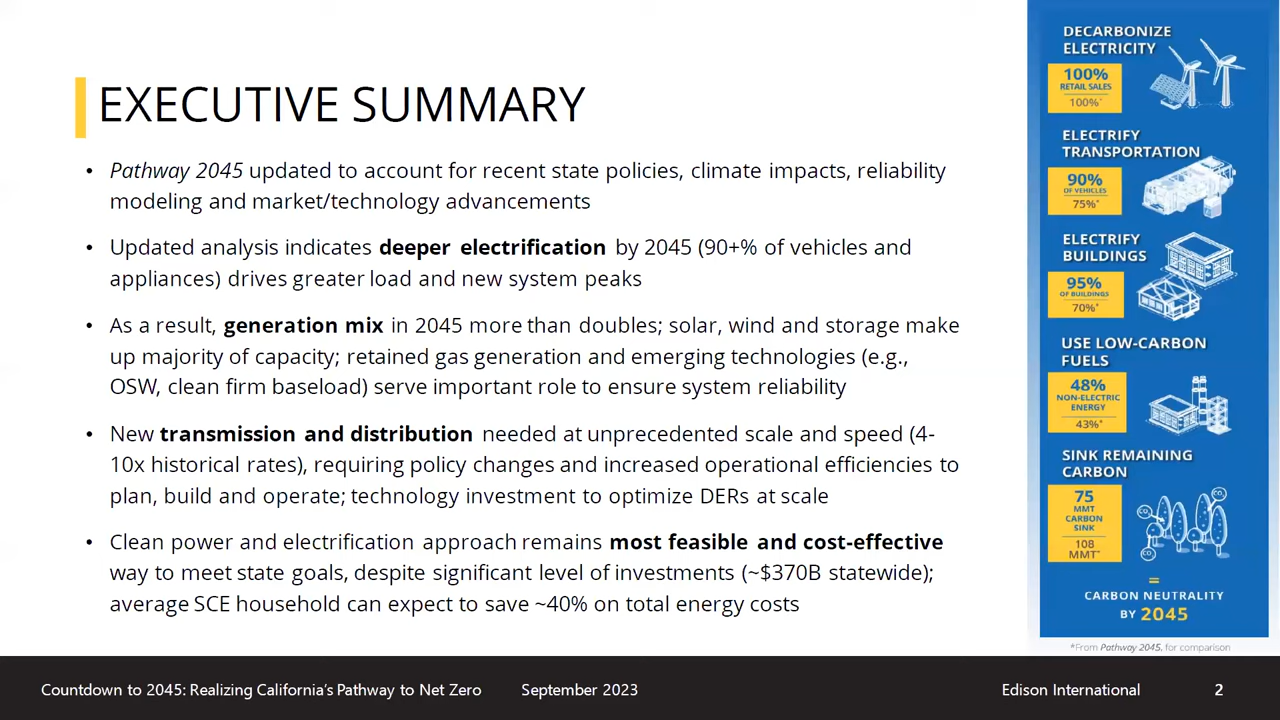 EXECUTIVE SUMMARY
• Pathway 2045 updated to account for recent state policies, climate impacts, reliability
modeling and market/technology advancements
• Updated analysis indicates deeper electrification by 2045 (90+% of vehicles and
appliances) drives greater load and new system peaks
• As a result, generation mix in 2045 more than doubles; solar, wind and storage make
up majority of capacity; retained gas generation and emerging technologies (e.g.,
OSW, clean firm baseload) serve important role to ensure system reliability
• New transmission and distribution needed at unprecedented scale and speed (4-
10x historical rates), requiring policy changes and increased operational efficiencies to
plan, build and operate; technology investment to optimize DERs at scale
• Clean power and electrification approach remains most feasible and cost-effective
way to meet state goals, despite significant level of investments (~$370B statewide);
average SCE household can expect to save ~40% on total energy costs
DECARBONIZE
ELECTRICITY
100%
RETAIL SALES
100%*
ELECTRIFY
TRANSPORTATION
90%
OF VEHICLES
75%*
ELECTRIFY
BUILDINGS
95%
OF BUILDINGS
70%*
USE LOW-CARBON
FUELS
48%
NON-ELECTRIC
ENERGY
43%*
SINK REMAINING
CARBON
75
MMT
CARBON
SINK
108
MMT*
CO₂
CO₂
CO₂
=
CARBON NEUTRALITY
BY 2045
*From Pathway 2045, for comparison
Countdown to 2045: Realizing California's Pathway to Net Zero
September 2023
Edison International
2